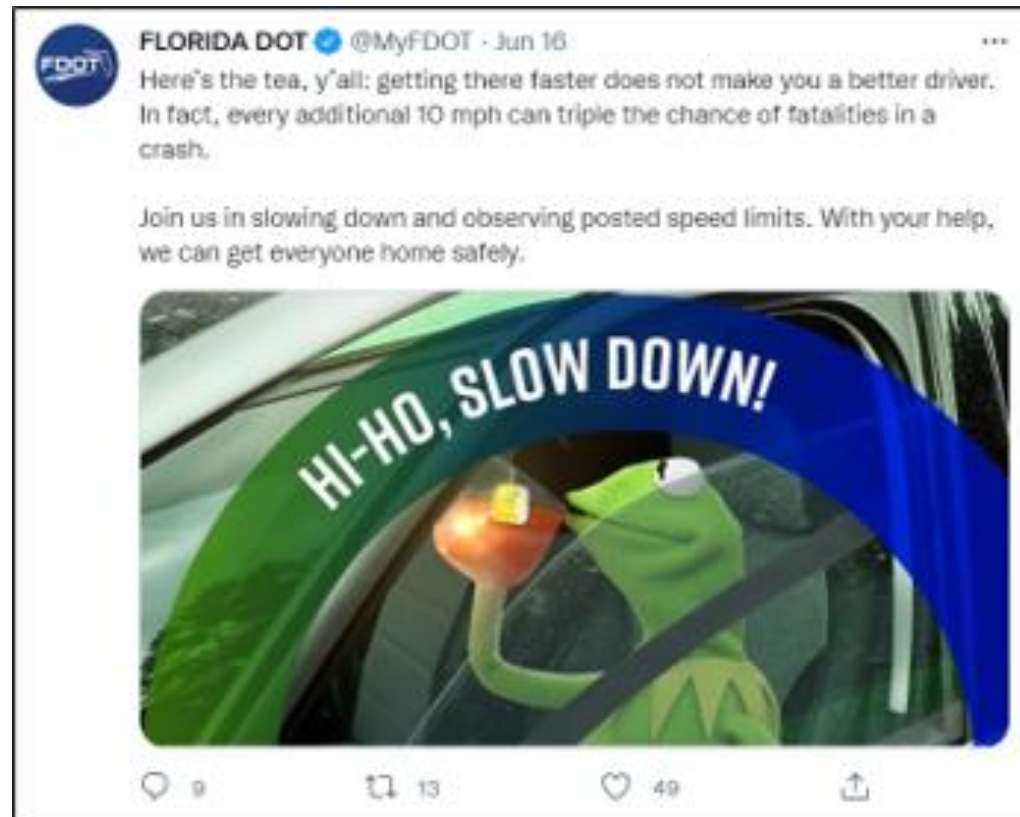 FLORIDA DOT @MyFDOT · Jun 16
FDOT
Here's the tea, y'all: getting there faster does not make you a better driver.
In fact, every additional 10 mph can triple the chance of fatalities in a
crash.
Join us in slowing down and observing posted speed limits. With your help,
we can get everyone home safely.
HI-HO, SLOW DOWN!
9 13 49